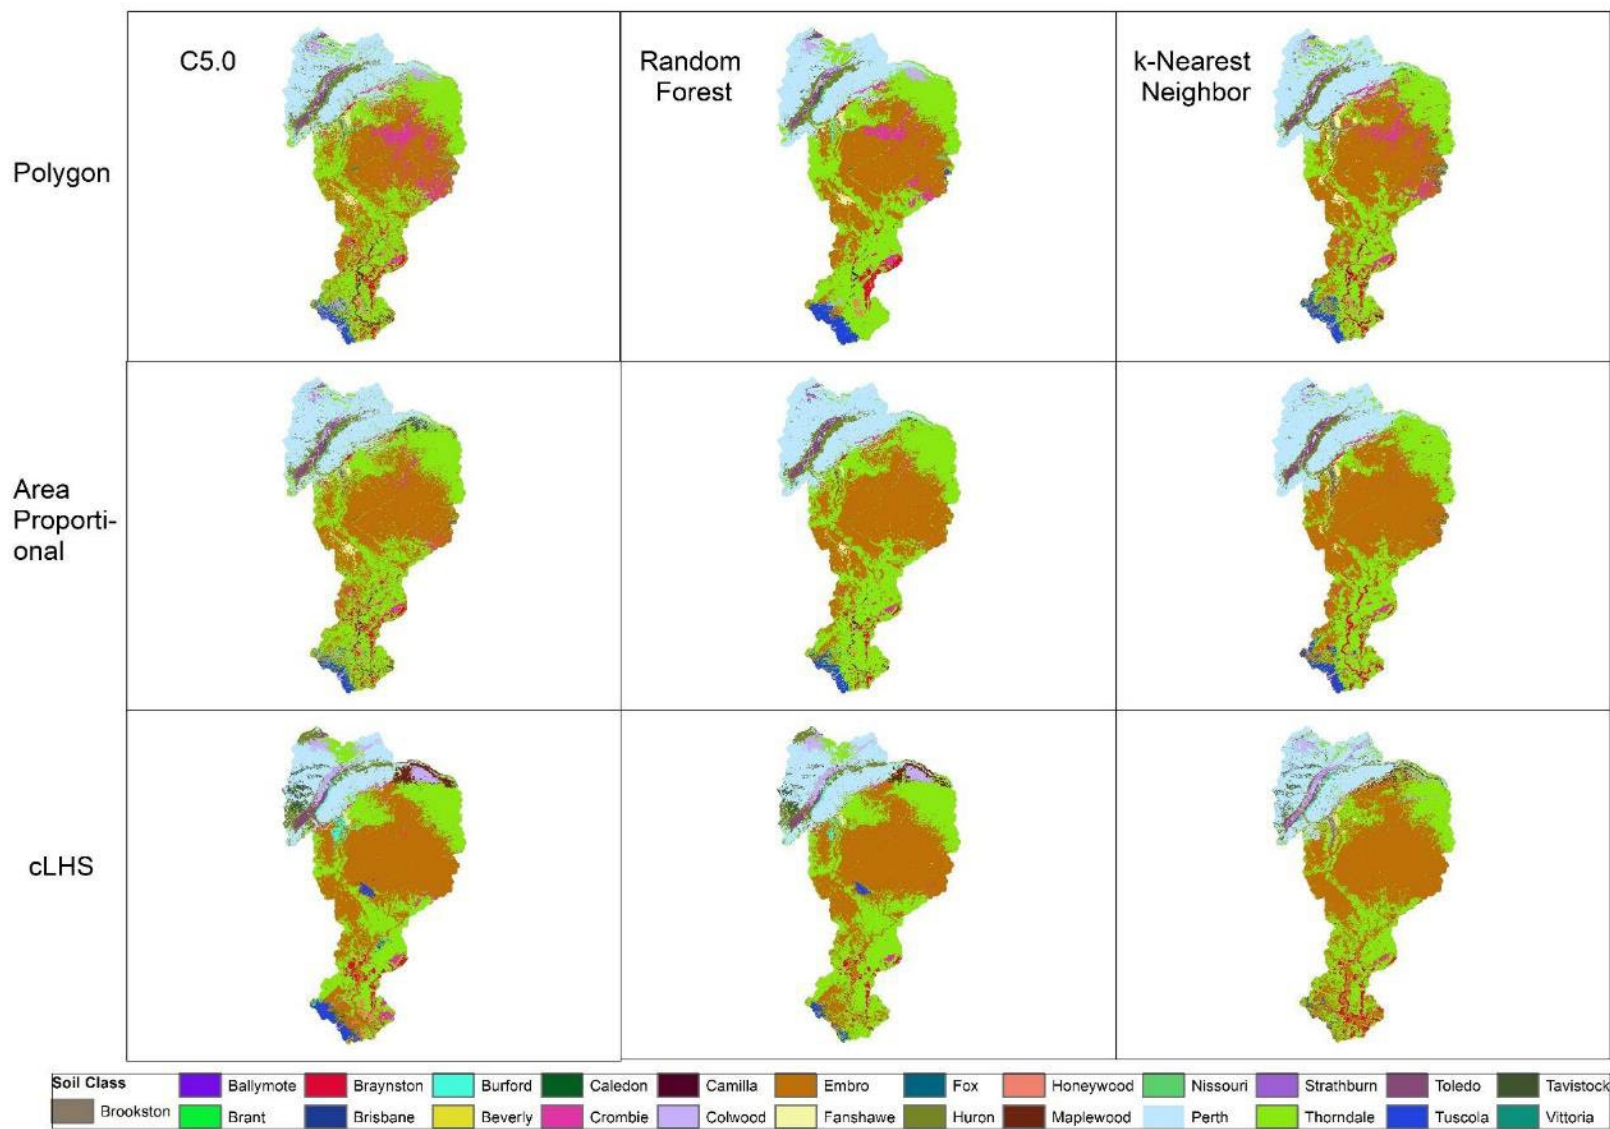 C5.0
Random
Forest
k-Nearest
Neighbor
Polygon
Area
Proporti-
onal
cLHS
Soil Class
Ballymote
Braynston
Burford
Caledon
Camilla
Embro
Fox
Honeywood
Nissouri
Strathburn
Toledo
Tavistock
Brookston
Brant
Brisbane
Beverly
Crombie
Colwood
Fanshawe
Huron
Maplewood
Perth
Thorndale
Tuscola
Vittoria